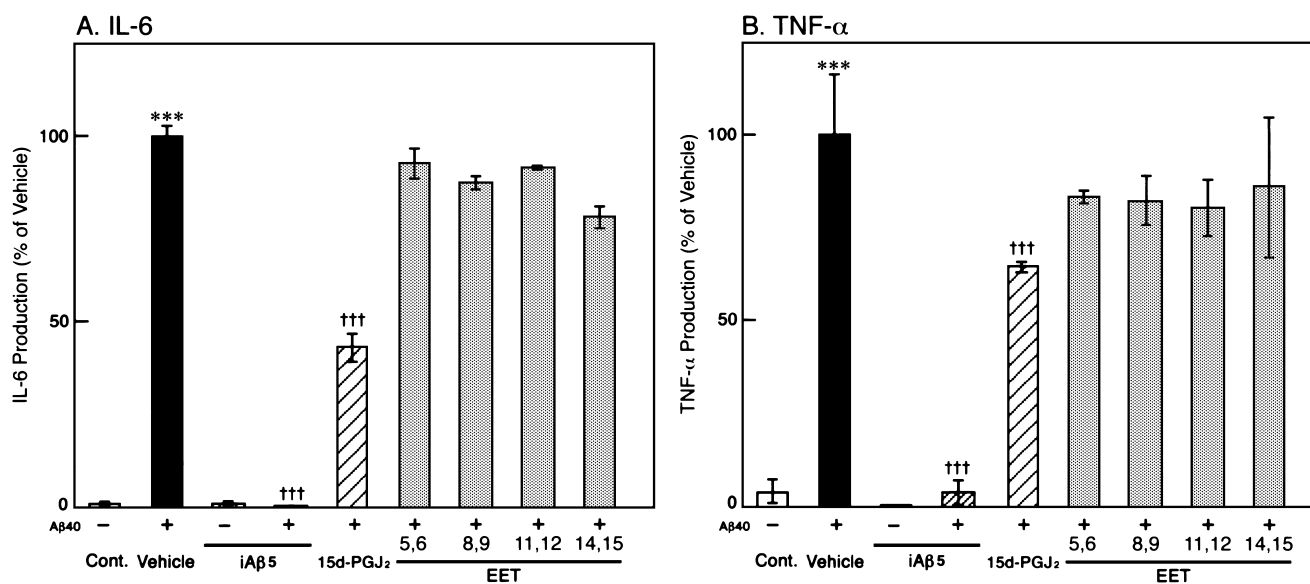 A. IL-6
IL-6 Production (% of Vehicle)
100
50
0
***
†††
†††
Aβ40 − + − + + + + + +
5,6 8,9 11,12 14,15
Cont. Vehicle iAβ5 15d-PGJ₂
EET
B. TNF-α
TNF-α Production (% of Vehicle)
100
50
0
***
†††
†††
Aβ40 − + − + + + + + +
5,6 8,9 11,12 14,15
Cont. Vehicle iAβ5 15d-PGJ₂
EET